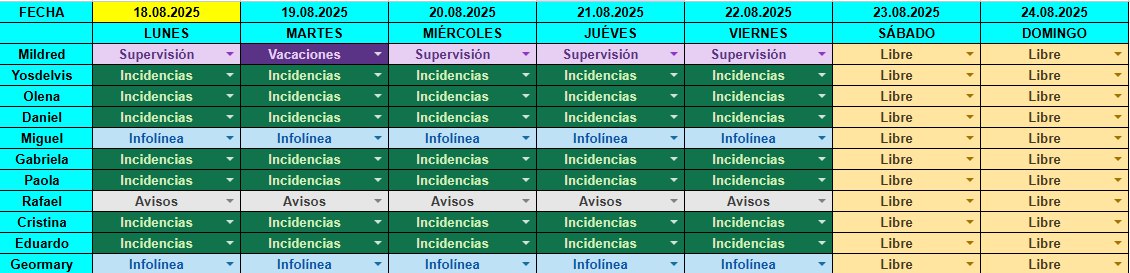 FECHA 18.08.2025 19.08.2025 20.08.2025 21.08.2025 22.08.2025 23.08.2025 24.08.2025
LUNES MARTES MIÉRCOLES JUÉVES VIERNES SÁBADO DOMINGO
Mildred Supervisión Vacaciones Supervisión Supervisión Supervisión Libre Libre
Yosdelvis Incidencias Incidencias Incidencias Incidencias Incidencias Libre Libre
Olena Incidencias Incidencias Incidencias Incidencias Incidencias Libre Libre
Daniel Incidencias Incidencias Incidencias Incidencias Incidencias Libre Libre
Miguel Infolínea Infolínea Infolínea Infolínea Infolínea Libre Libre
Gabriela Incidencias Incidencias Incidencias Incidencias Incidencias Libre Libre
Paola Incidencias Incidencias Incidencias Incidencias Incidencias Libre Libre
Rafael Avisos Avisos Avisos Avisos Avisos Libre Libre
Cristina Incidencias Incidencias Incidencias Incidencias Incidencias Libre Libre
Eduardo Incidencias Incidencias Incidencias Incidencias Incidencias Libre Libre
Geormary Infolínea Infolínea Infolínea Infolínea Infolínea Libre Libre